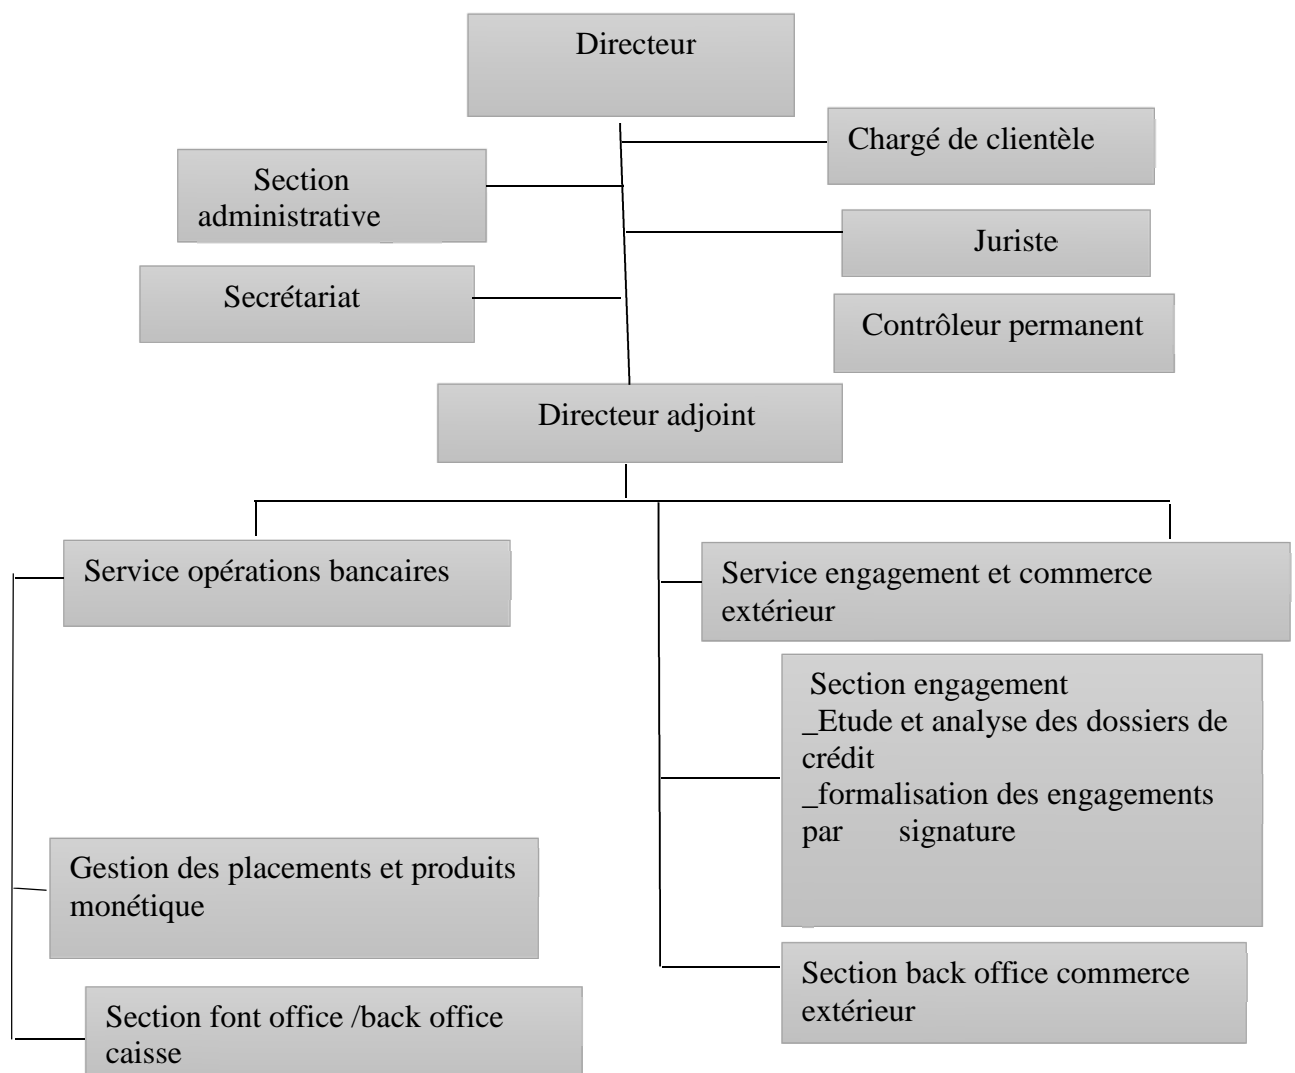 Directeur
Chargé de clientèle
Section
administrative
Juriste
Secrétariat
Contrôleur permanent
Directeur adjoint
Service opérations bancaires
Service engagement et commerce
extérieur
Section engagement
_Etude et analyse des dossiers de
crédit
_formalisation des engagements
par signature
Gestion des placements et produits
monétique
Section back office commerce
extérieur
Section font office /back office
caisse